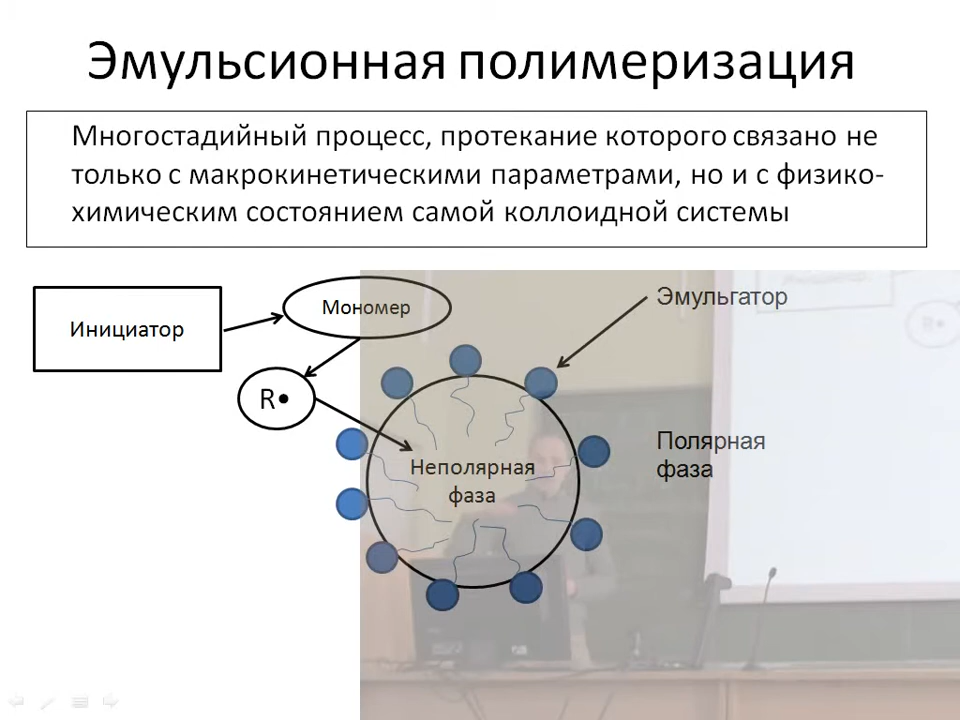 Эмульсионная полимеризация
Многостадийный процесс, протекание которого связано не
только с макрокинетическими параметрами, но и с физико-
химическим состоянием самой коллоидной системы
Инициатор
Мономер
Эмульгатор
R•
Неполярная
фаза
Полярная
фаза
R•